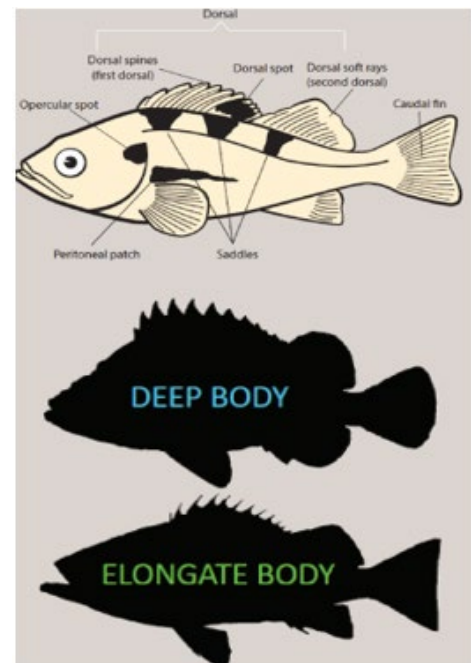 Dorsal
Dorsal spines
(first dorsal)
Dorsal spot
Dorsal soft rays
(second dorsal)
Opercular spot
Caudal fin
Peritoneal patch
Saddles
DEEP BODY
ELONGATE BODY